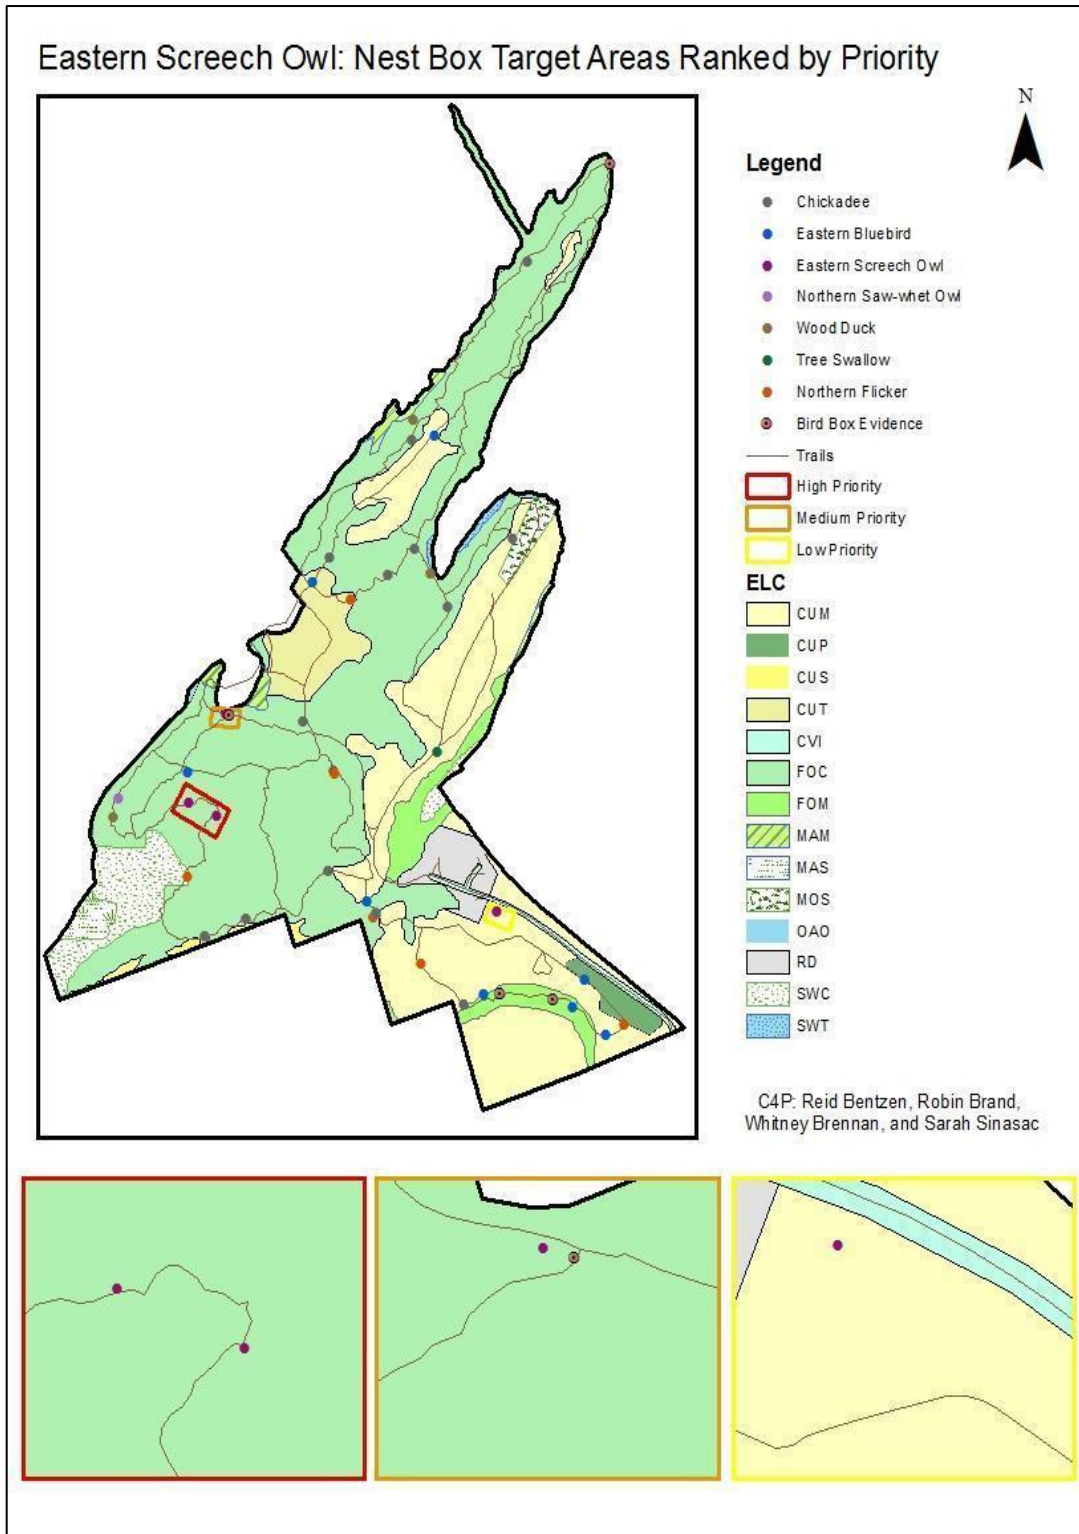 Eastern Screech Owl: Nest Box Target Areas Ranked by Priority
N
Legend
Chickadee
Eastern Bluebird
Eastern Screech Owl
Northern Saw-whet Owl
Wood Duck
Tree Swallow
Northern Flicker
Bird Box Evidence
Trails
High Priority
Medium Priority
Low Priority
ELC
CUM
CUP
CUS
CUT
CVI
FOC
FOM
MAM
MAS
MOS
OAO
RD
SWC
SWT
C4P: Reid Bentzen, Robin Brand,
Whitney Brennan, and Sarah Sinasac